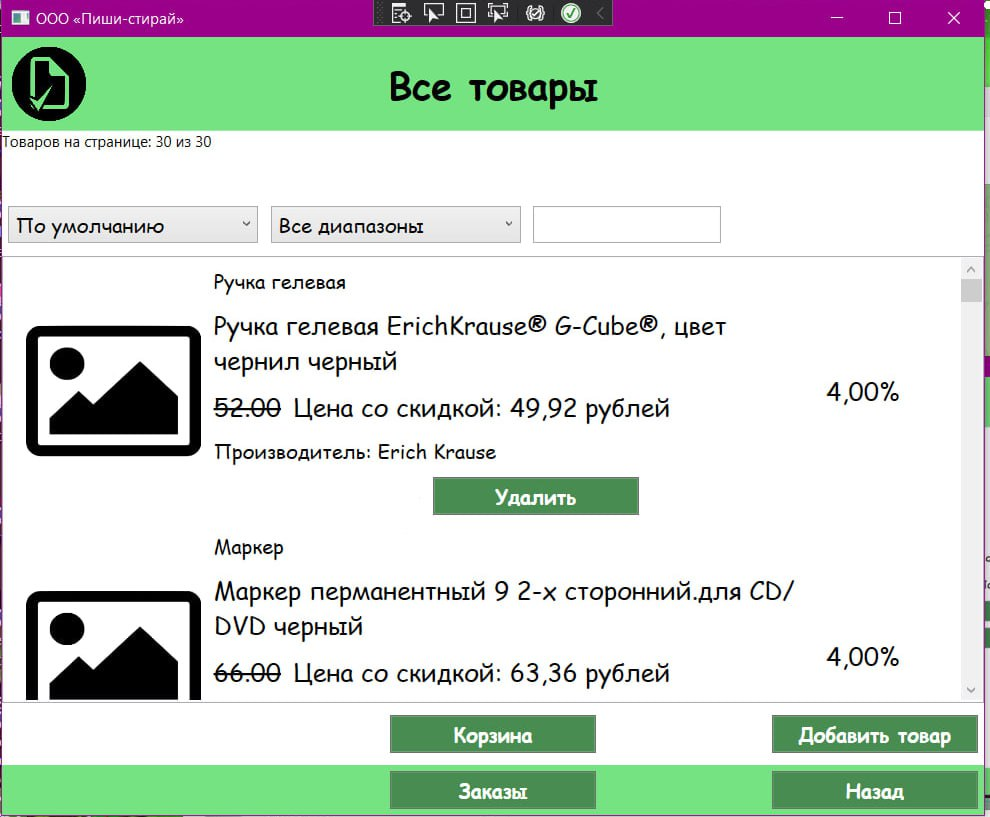 ООО «Пиши-стирай»
Все товары
Товаров на странице: 30 из 30
По умолчанию
Все диапазоны
Ручка гелевая
Ручка гелевая ErichKrause® G-Cube®, цвет
чернил черный
52.00 Цена со скидкой: 49,92 рублей
4,00%
Производитель: Erich Krause
Удалить
Маркер
Маркер перманентный 9 2-х сторонний.для CD/
DVD черный
66.00 Цена со скидкой: 63,36 рублей
4,00%
Корзина
Добавить товар
Заказы
Назад